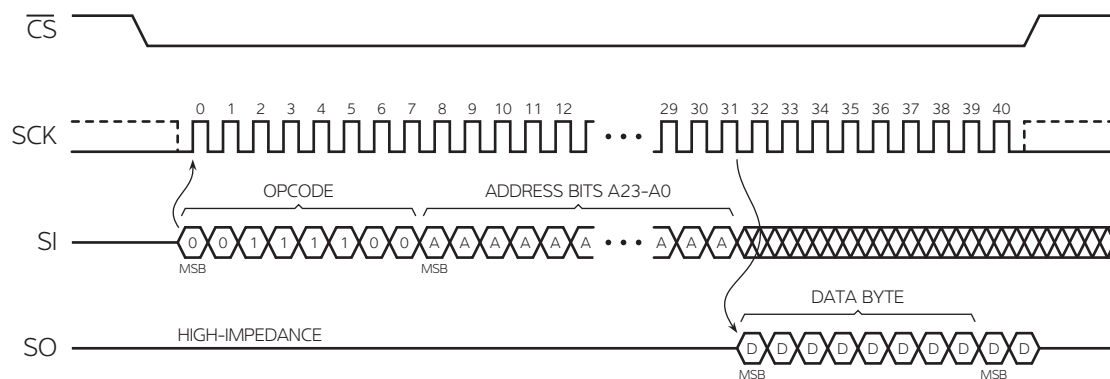 CS
0 1 2 3 4 5 6 7 8 9 10 11 12 29 30 31 32 33 34 35 36 37 38 39 40
SCK
OPCODE ADDRESS BITS A23-A0
SI 0 0 1 1 1 1 0 0 A A A A A A A A A
MSB MSB
DATA BYTE
HIGH-IMPEDANCE
SO D D D D D D D D D D
MSB MSB